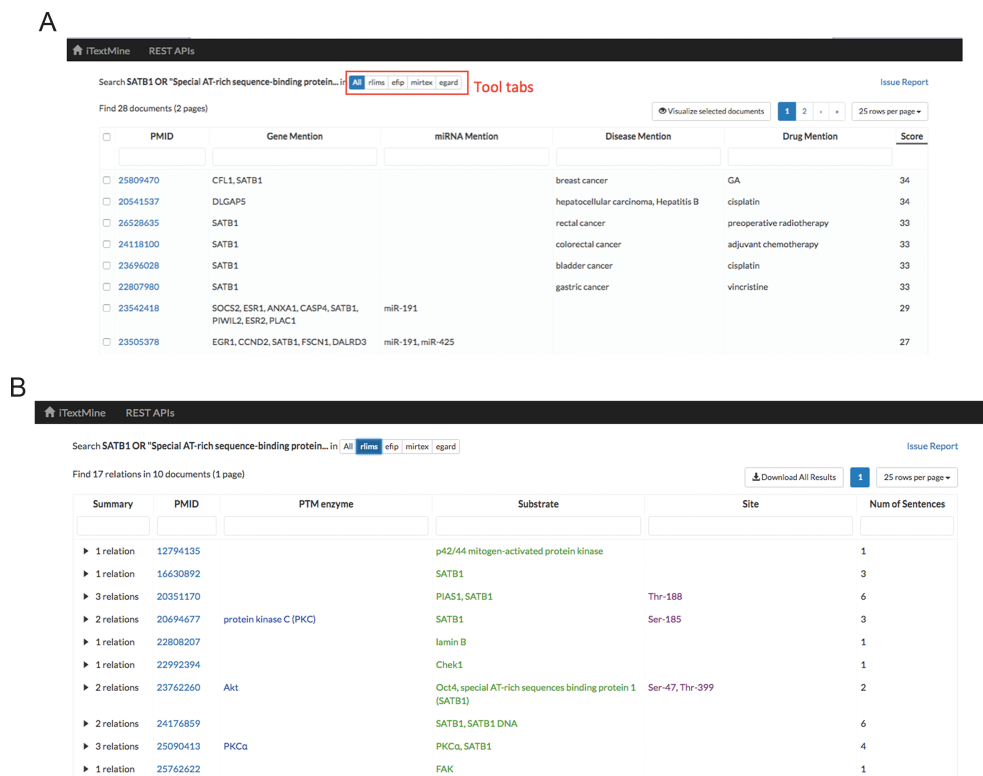 A
iTextMine REST APIs
Search SATB1 OR "Special AT-rich sequence-binding protein... in All rlims efip mirtex egard Tool tabs Issue Report
Find 28 documents (2 pages) Visualize selected documents 1 2 › » 25 rows per page
PMID Gene Mention miRNA Mention Disease Mention Drug Mention Score
25809470 CFL1, SATB1 breast cancer GA 34
20541537 DLGAP5 hepatocellular carcinoma, Hepatitis B cisplatin 34
26528635 SATB1 rectal cancer preoperative radiotherapy 33
24118100 SATB1 colorectal cancer adjuvant chemotherapy 33
23696028 SATB1 bladder cancer cisplatin 33
22807980 SATB1 gastric cancer vincristine 33
23542418 SOCS2, ESR1, ANXA1, CASP4, SATB1, miR-191 29
PIWIL2, ESR2, PLAC1
23505378 EGR1, CCND2, SATB1, FSCN1, DALRD3 miR-191, miR-425 27
B
iTextMine REST APIs
Search SATB1 OR "Special AT-rich sequence-binding protein... in All rlims efip mirtex egard Issue Report
Find 17 relations in 10 documents (1 page) Download All Results 1 25 rows per page
Summary PMID PTM enzyme Substrate Site Num of Sentences
1 relation 12794135 p42/44 mitogen-activated protein kinase 1
1 relation 16630892 SATB1 3
3 relations 20351170 PIAS1, SATB1 Thr-188 6
2 relations 20694677 protein kinase C (PKC) SATB1 Ser-185 3
1 relation 22808207 lamin B 1
1 relation 22992394 Chek1 1
2 relations 23762260 Akt Oct4, special AT-rich sequences binding protein 1 Ser-47, Thr-399 2
(SATB1)
2 relations 24176859 SATB1, SATB1 DNA 6
3 relations 25090413 PKCα PKCα, SATB1 4
1 relation 25762622 FAK 1